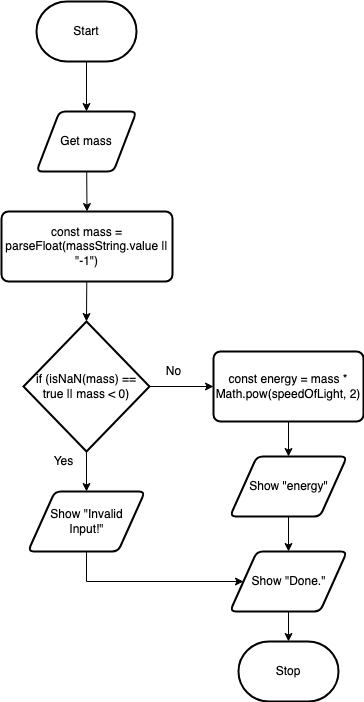 Start
Get mass
const mass =
parseFloat(massString.value ||
"-1")
if (isNaN(mass) ==
true || mass < 0)
No
const energy = mass *
Math.pow(speedOfLight, 2)
Yes
Show "energy"
Show "Invalid
Input!"
Show "Done."
Stop